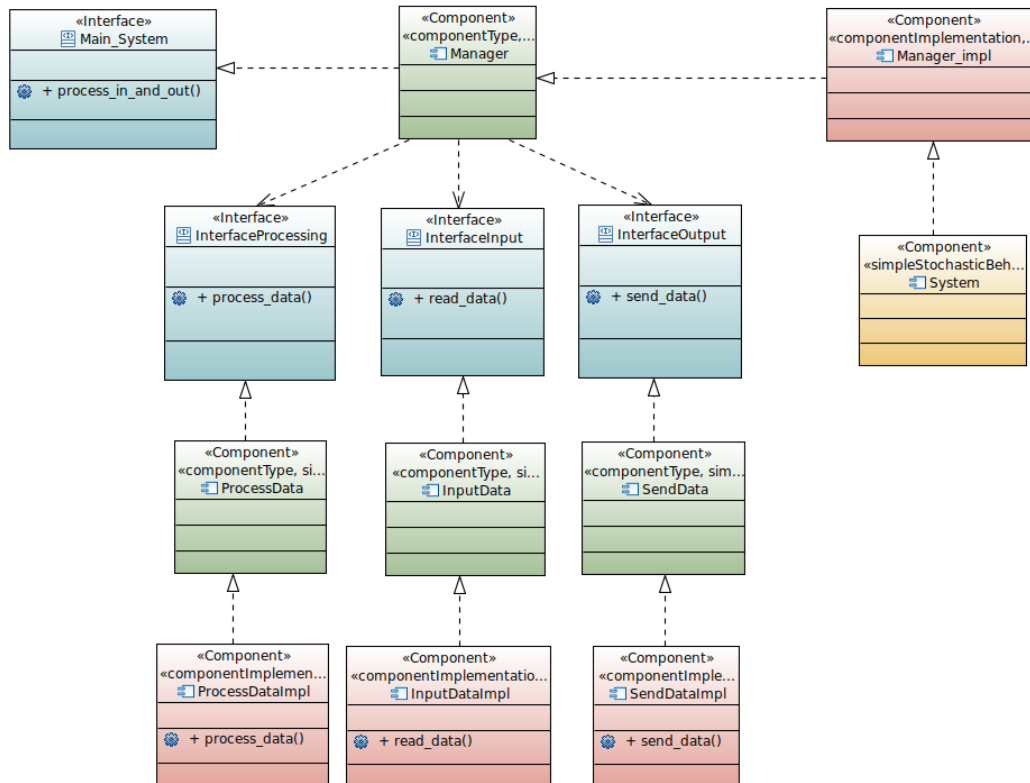 «Interface»
Main_System
+ process_in_and_out()
«Component»
«componentType,...
Manager
«Component»
«componentImplementation,...
Manager_impl
«Interface»
InterfaceProcessing
+ process_data()
«Interface»
InterfaceInput
+ read_data()
«Interface»
InterfaceOutput
+ send_data()
«Component»
«simpleStochasticBeh...
System
«Component»
«componentType, si...
ProcessData
«Component»
«componentType, si...
InputData
«Component»
«componentType, sim...
SendData
«Component»
«componentImplemen...
ProcessDataImpl
+ process_data()
«Component»
«componentImplementatio...
InputDataImpl
+ read_data()
«Component»
«componentImple...
SendDataImpl
+ send_data()